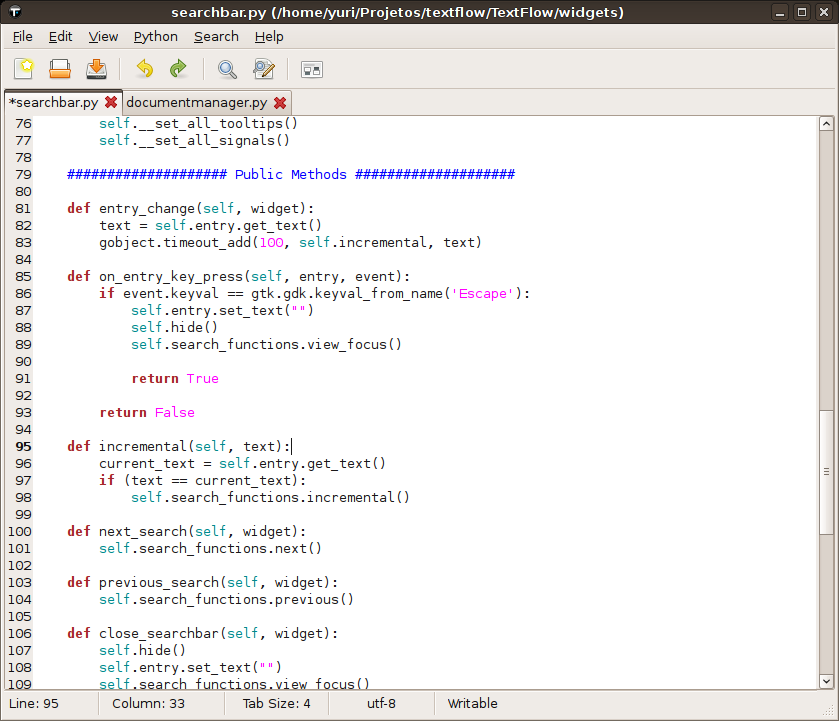 searchbar.py (/home/yuri/Projetos/textflow/TextFlow/widgets)
File Edit View Python Search Help
*searchbar.py documentmanager.py
76         self.__set_all_tooltips()
77         self.__set_all_signals()
78
79     #################### Public Methods ####################
80
81     def entry_change(self, widget):
82         text = self.entry.get_text()
83         gobject.timeout_add(100, self.incremental, text)
84
85     def on_entry_key_press(self, entry, event):
86         if event.keyval == gtk.gdk.keyval_from_name('Escape'):
87             self.entry.set_text("")
88             self.hide()
89             self.search_functions.view_focus()
90
91             return True
92
93         return False
94
95     def incremental(self, text):
96         current_text = self.entry.get_text()
97         if (text == current_text):
98             self.search_functions.incremental()
99
100     def next_search(self, widget):
101         self.search_functions.next()
102
103     def previous_search(self, widget):
104         self.search_functions.previous()
105
106     def close_searchbar(self, widget):
107         self.hide()
108         self.entry.set_text("")
109         self.search_functions.view_focus()
Line: 95 Column: 33 Tab Size: 4 utf-8 Writable